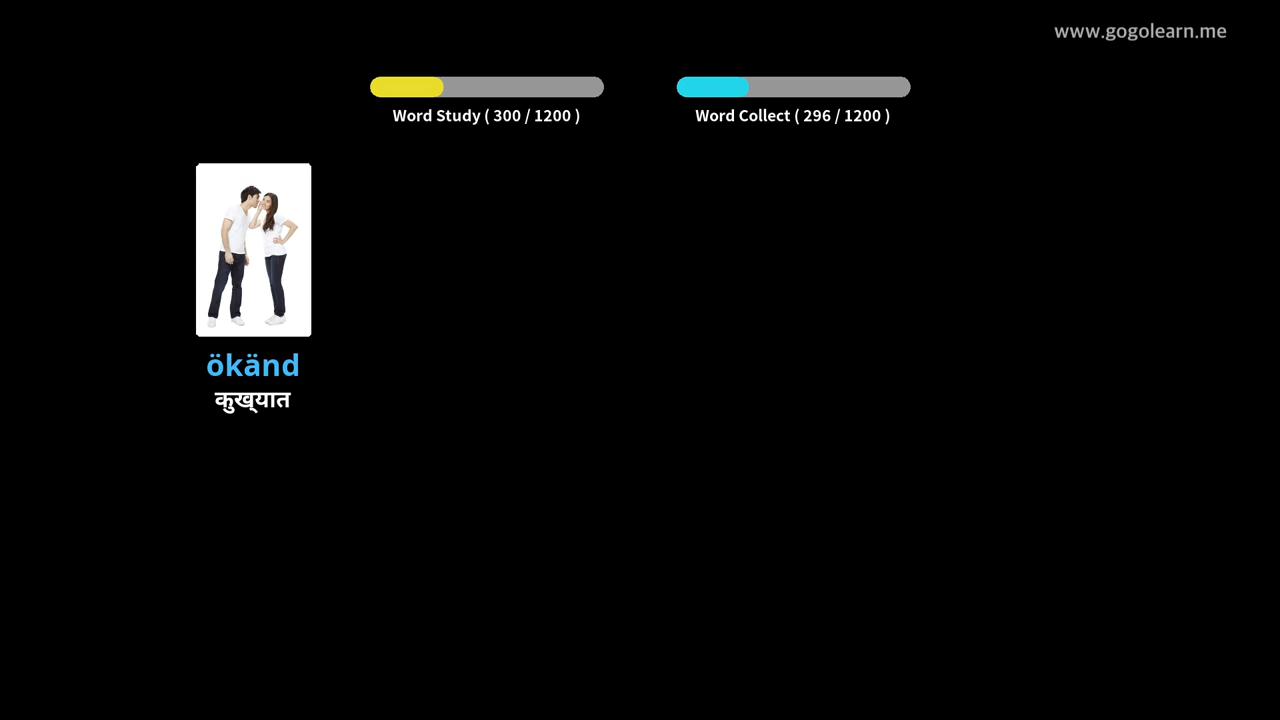 www.gogolearn.me
Word Study ( 300 / 1200 )
Word Collect ( 296 / 1200 )
ökänd
कुख्यात